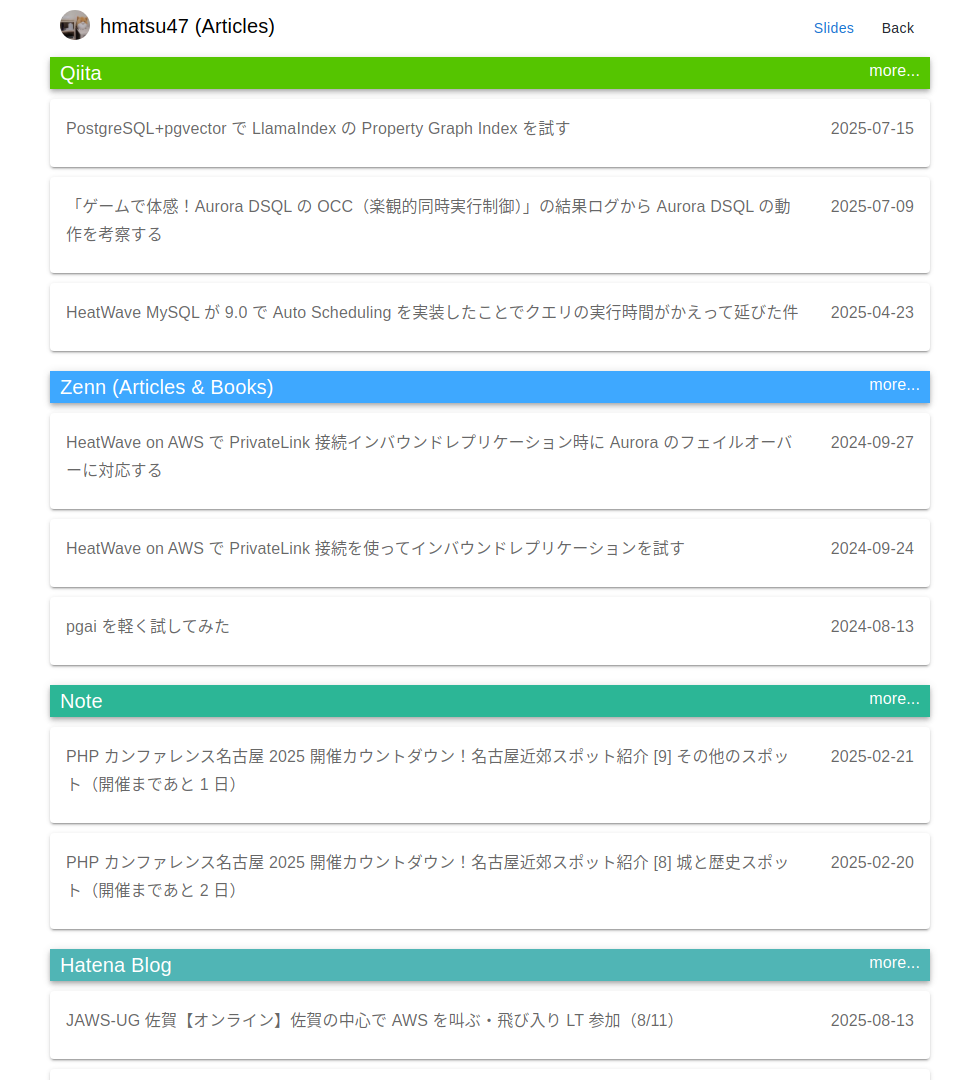 hmatsu47 (Articles)
Slides
Back
Qiita
more...
PostgreSQL+pgvector で LlamaIndex の Property Graph Index を試す
2025-07-15
「ゲームで体感！Aurora DSQL の OCC（楽観的同時実行制御）」の結果ログから Aurora DSQL の動
作を考察する
2025-07-09
HeatWave MySQL が 9.0 で Auto Scheduling を実装したことでクエリの実行時間がかえって延びた件
2025-04-23
Zenn (Articles & Books)
more...
HeatWave on AWS で PrivateLink 接続インバウンドレプリケーション時に Aurora のフェイルオーバ
ーに対応する
2024-09-27
HeatWave on AWS で PrivateLink 接続を使ってインバウンドレプリケーションを試す
2024-09-24
pgai を軽く試してみた
2024-08-13
Note
more...
PHP カンファレンス名古屋 2025 開催カウントダウン！名古屋近郊スポット紹介 [9] その他のスポッ
ト（開催まであと 1 日）
2025-02-21
PHP カンファレンス名古屋 2025 開催カウントダウン！名古屋近郊スポット紹介 [8] 城と歴史スポッ
ト（開催まであと 2 日）
2025-02-20
Hatena Blog
more...
JAWS-UG 佐賀【オンライン】佐賀の中心で AWS を叫ぶ・飛び入り LT 参加（8/11）
2025-08-13